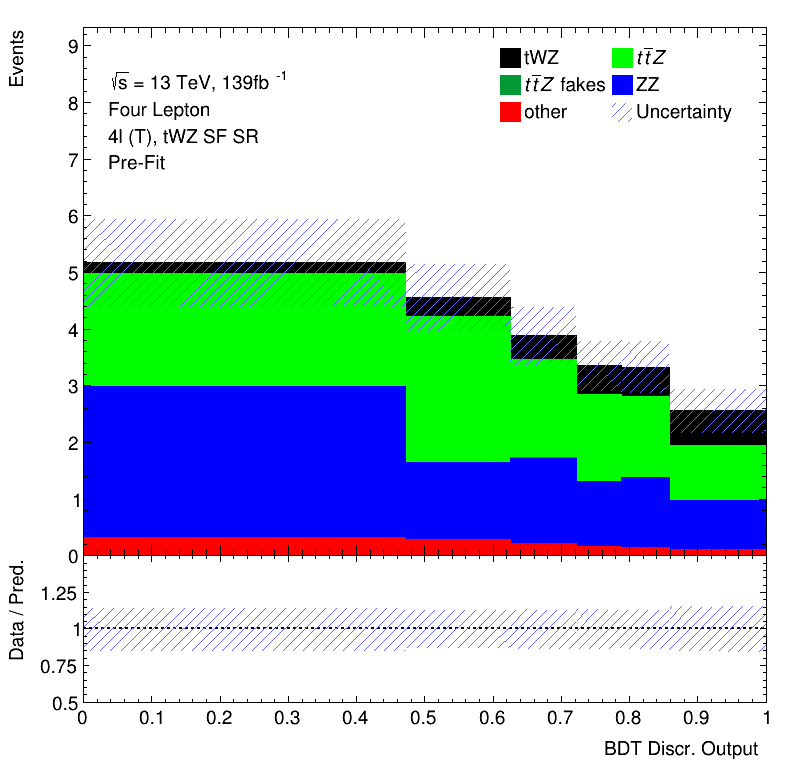 Events
9
8
7
6
5
4
3
2
1
0
√s = 13 TeV, 139fb -1
Four Lepton
4l (T), tWZ SF SR
Pre-Fit
tWZ
tt̄Z
tt̄Z fakes
ZZ
other
Uncertainty
Data / Pred.
1.25
1
0.75
0.5
0 0.1 0.2 0.3 0.4 0.5 0.6 0.7 0.8 0.9 1
BDT Discr. Output